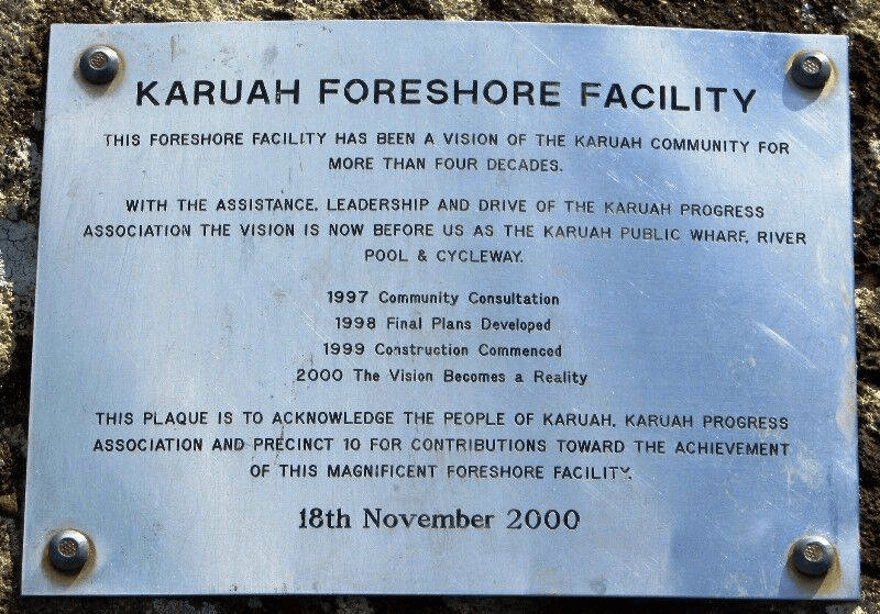 KARUAH FORESHORE FACILITY
THIS FORESHORE FACILITY HAS BEEN A VISION OF THE KARUAH COMMUNITY FOR
MORE THAN FOUR DECADES.
WITH THE ASSISTANCE, LEADERSHIP AND DRIVE OF THE KARUAH PROGRESS
ASSOCIATION THE VISION IS NOW BEFORE US AS THE KARUAH PUBLIC WHARF, RIVER
POOL & CYCLEWAY.
1997 Community Consultation
1998 Final Plans Developed
1999 Construction Commenced
2000 The Vision Becomes a Reality
THIS PLAQUE IS TO ACKNOWLEDGE THE PEOPLE OF KARUAH, KARUAH PROGRESS
ASSOCIATION AND PRECINCT 10 FOR CONTRIBUTIONS TOWARD THE ACHIEVEMENT
OF THIS MAGNIFICENT FORESHORE FACILITY.
18th November 2000